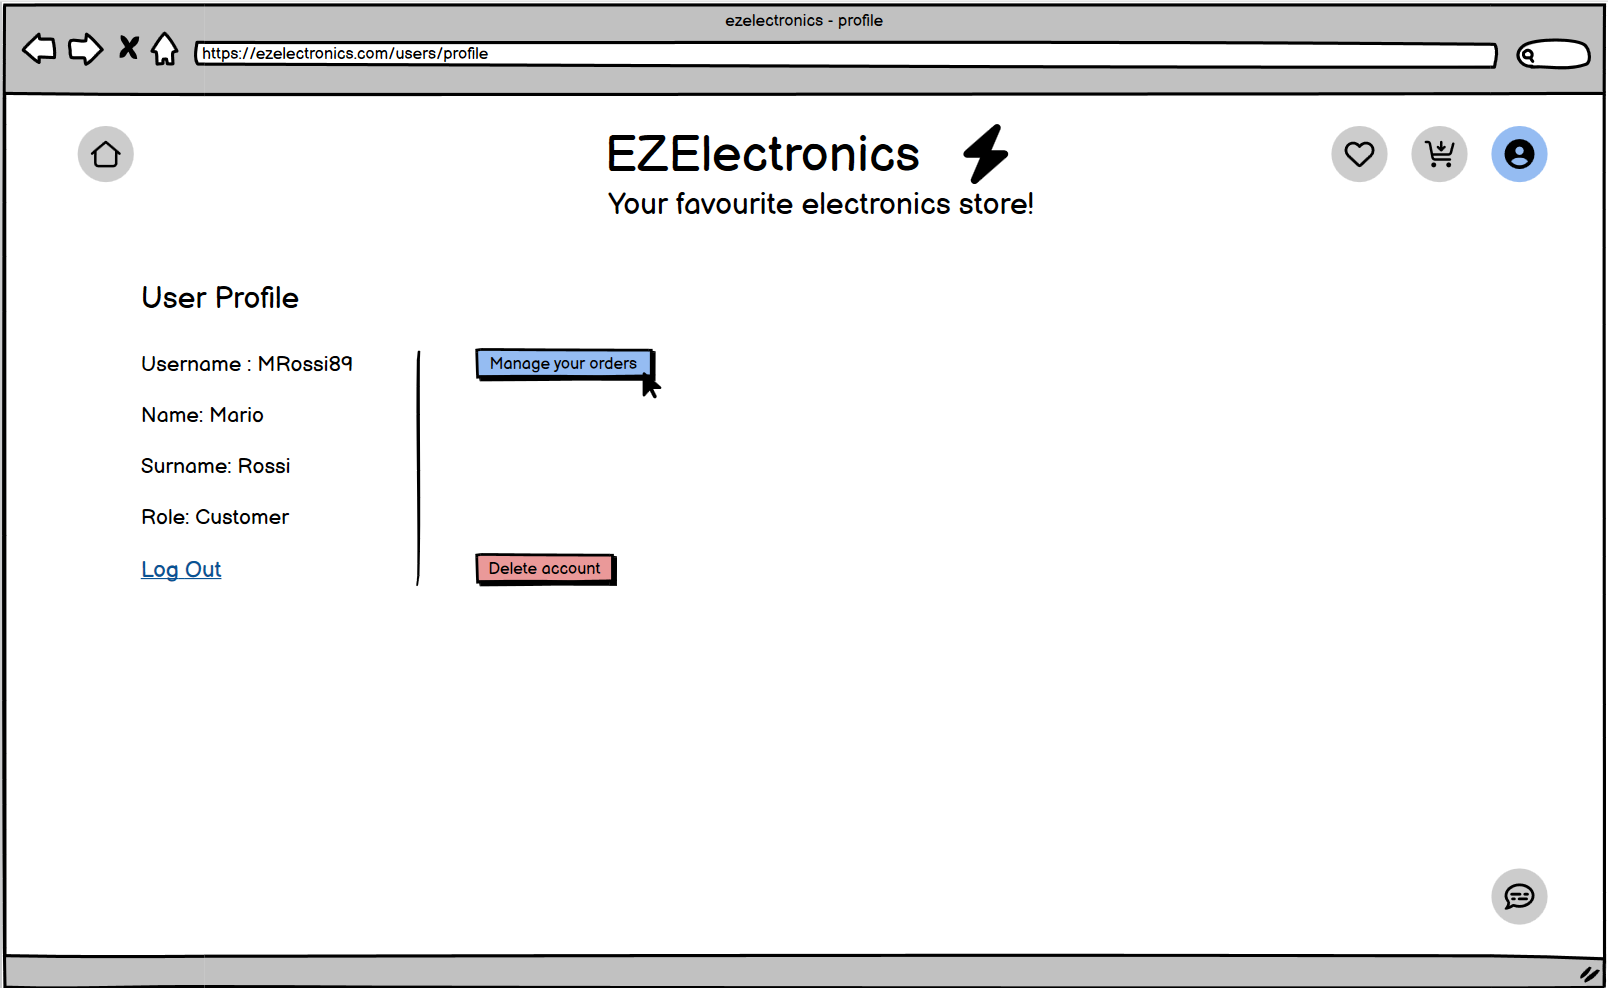 ezelectronics - profile
https://ezelectronics.com/users/profile
EZElectronics
Your favourite electronics store!
User Profile
Username : MRossi89
Manage your orders
Name: Mario
Surname: Rossi
Role: Customer
Log Out
Delete account